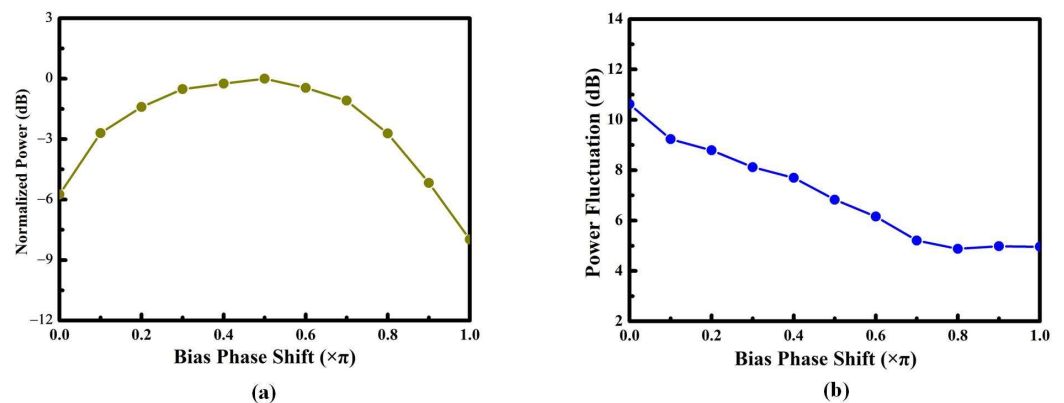 3
0
−3
−6
−9
−12
Normalized Power (dB)
0.0 0.2 0.4 0.6 0.8 1.0
Bias Phase Shift (×π)
(a)
14
12
10
8
6
4
2
Power Fluctuation (dB)
0.0 0.2 0.4 0.6 0.8 1.0
Bias Phase Shift (×π)
(b)